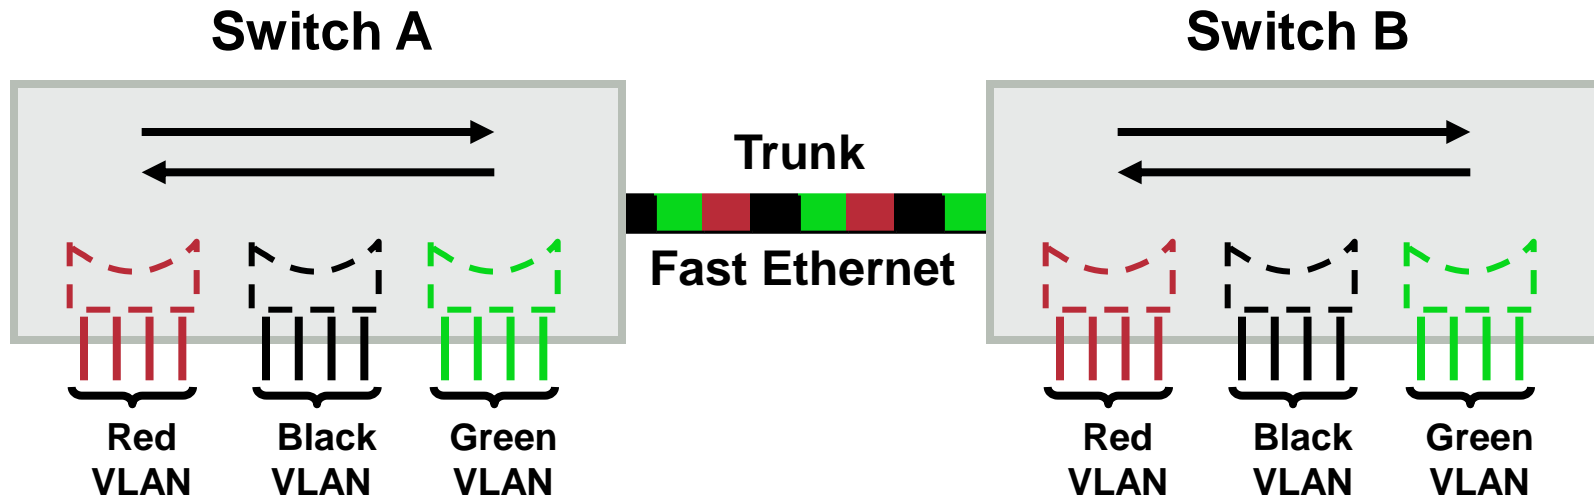 Switch A
Switch B
Trunk
Fast Ethernet
Red
VLAN
Black
VLAN
Green
VLAN
Red
VLAN
Black
VLAN
Green
VLAN